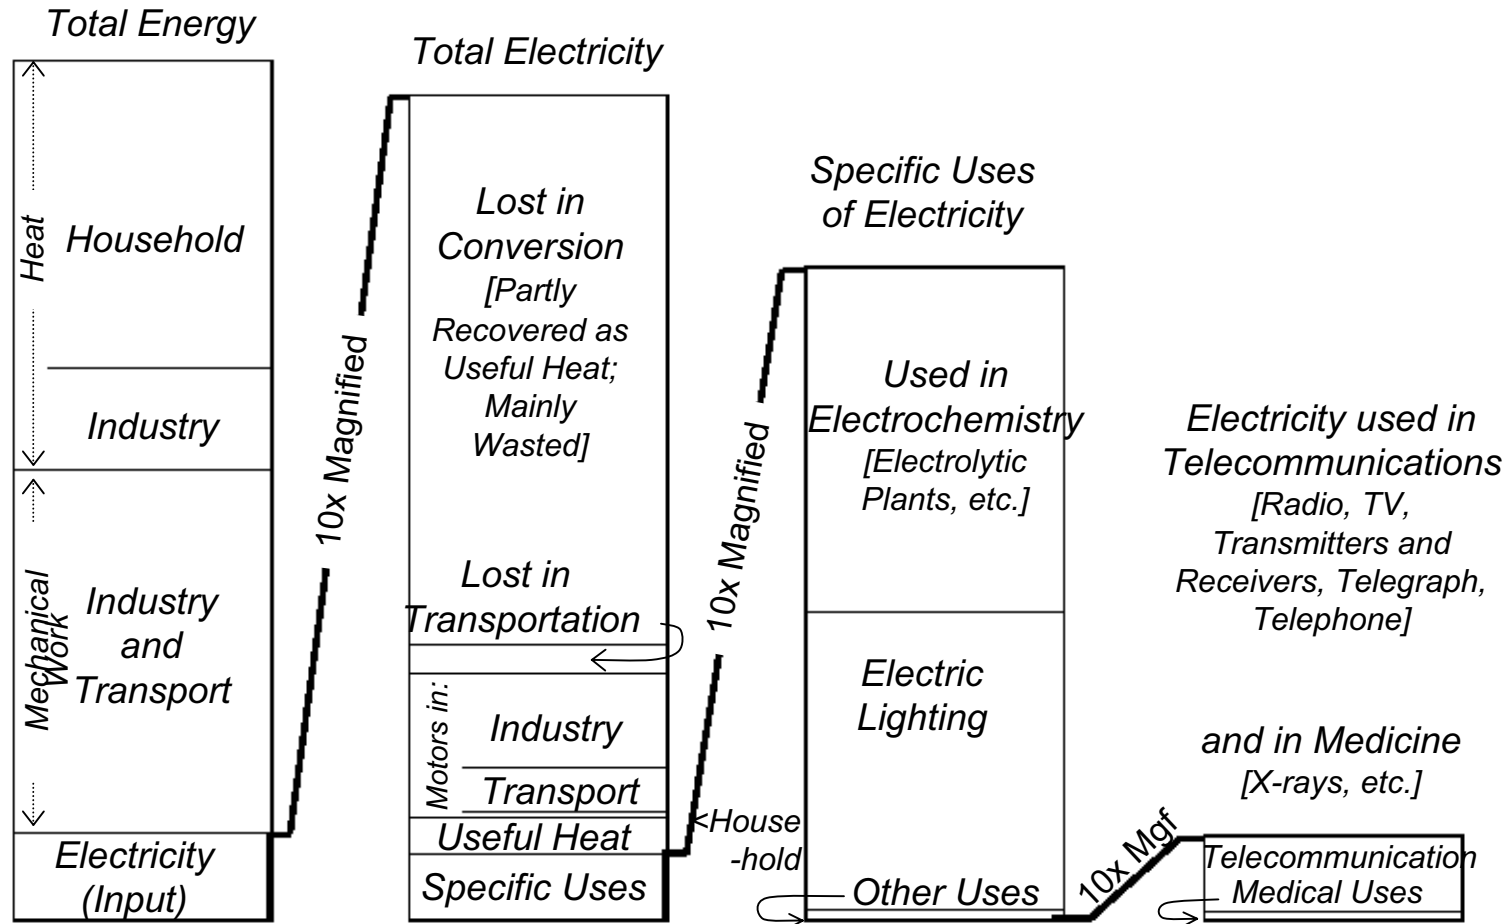 Total Energy
Heat
Household
Industry
Mechanical
Work
Industry
and
Transport
Electricity
(Input)
10x Magnified
Total Electricity
Lost in
Conversion
[Partly
Recovered as
Useful Heat;
Mainly
Wasted]
Lost in
Transportation
Motors in:
Industry
Transport
<House
-hold
Useful Heat
Specific Uses
10x Magnified
Specific Uses
of Electricity
Used in
Electrochemistry
[Electrolytic
Plants, etc.]
Electric
Lighting
Other Uses
10x Mgf
Electricity used in
Telecommunications
[Radio, TV,
Transmitters and
Receivers, Telegraph,
Telephone]
and in Medicine
[X-rays, etc.]
Telecommunication
Medical Uses